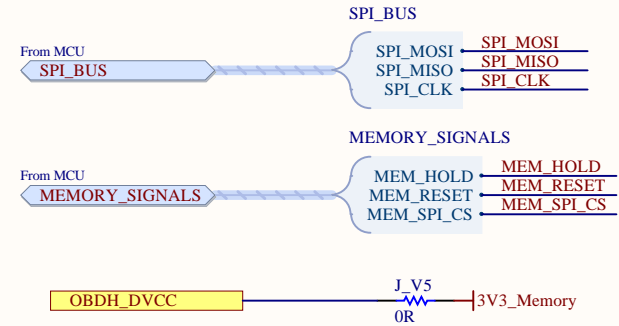 SPI_BUS
From MCU
SPI_BUS
SPI_MOSI SPI_MOSI
SPI_MISO SPI_MISO
SPI_CLK SPI_CLK
MEMORY_SIGNALS
From MCU
MEMORY_SIGNALS
MEM_HOLD MEM_HOLD
MEM_RESET MEM_RESET
MEM_SPI_CS MEM_SPI_CS
J_V5
OBDH_DVCC 3V3_Memory
0R